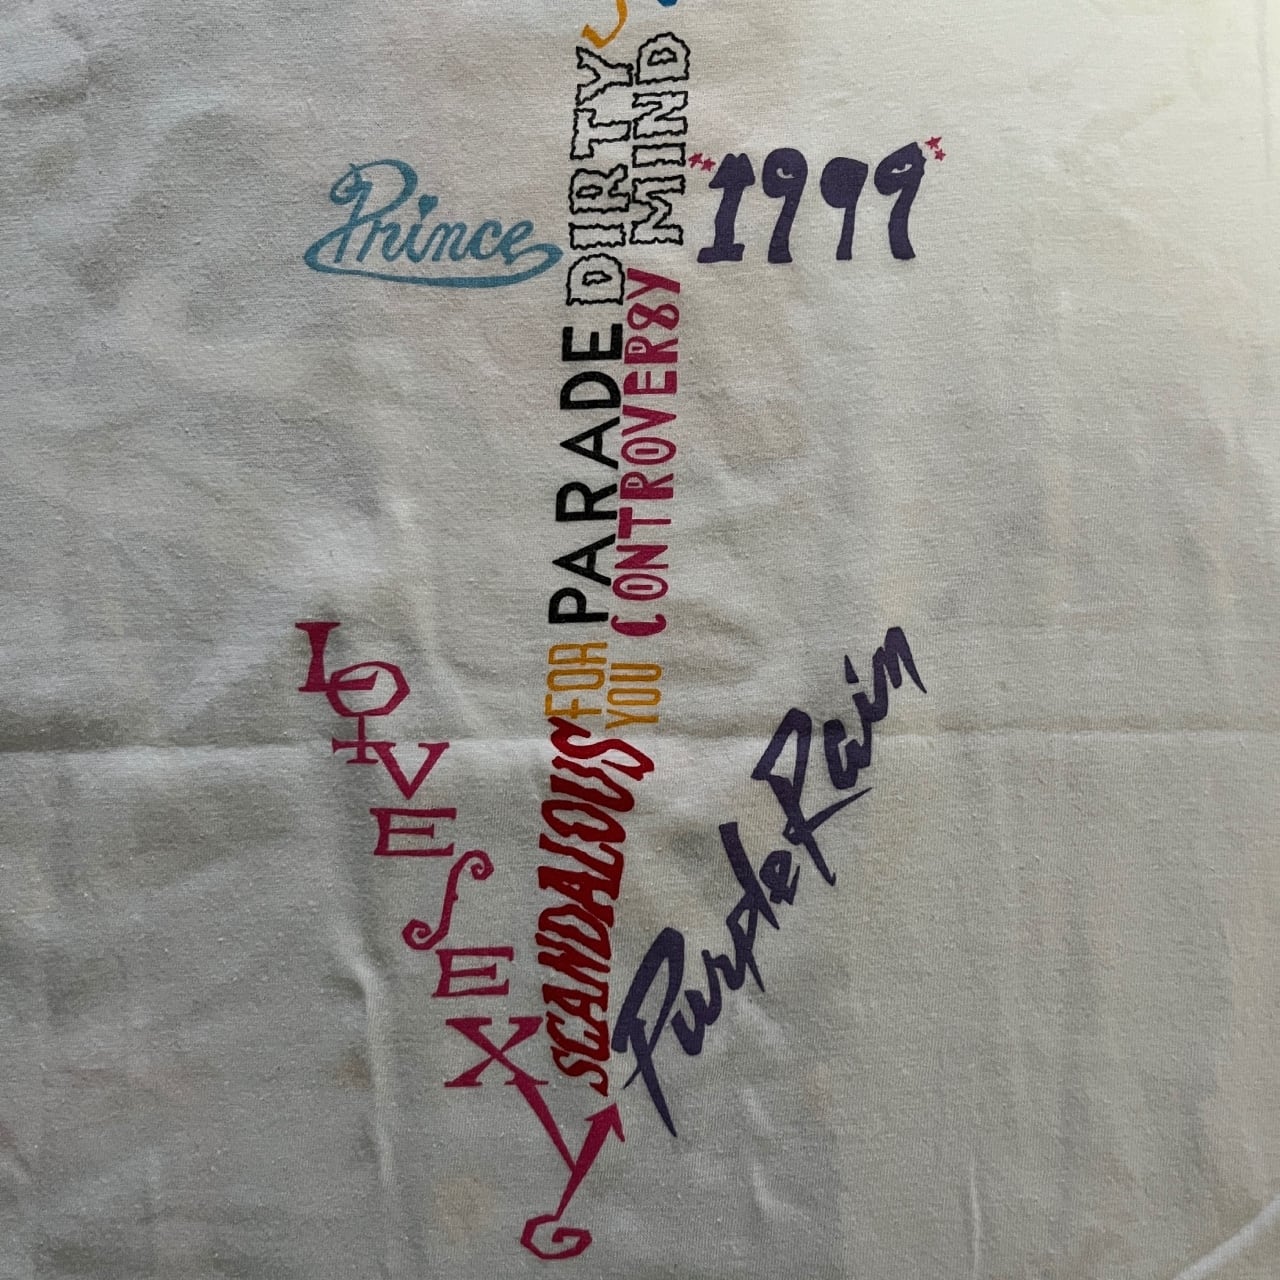 Prince
1999
DIRTY
MIND
PARADE
CONTROVERSY
FOR
YOU
LOVESEXY
SCANDALOUS
Purple Rain